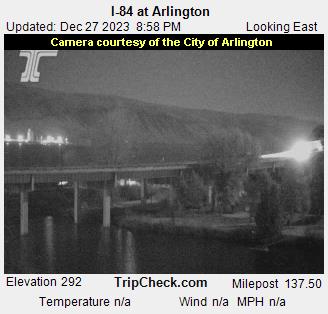 I-84 at Arlington
Updated: Dec 27 2023 8:58 PM Looking East
Camera courtesy of the City of Arlington
Elevation 292 TripCheck.com Milepost 137.50
Temperature n/a Wind n/a MPH n/a